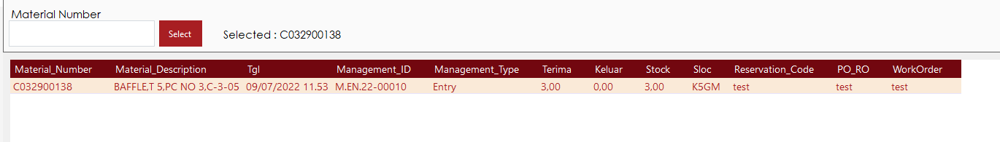 Material Number
Select Selected : C032900138
Material_Number Material_Description Tgl Management_ID Management_Type Terima Keluar Stock Sloc Reservation_Code PO_RO WorkOrder
C032900138 BAFFLE,T 5,PC NO 3,C-3-05 09/07/2022 11.53 M.EN.22-00010 Entry 3,00 0,00 3,00 K5GM test test test